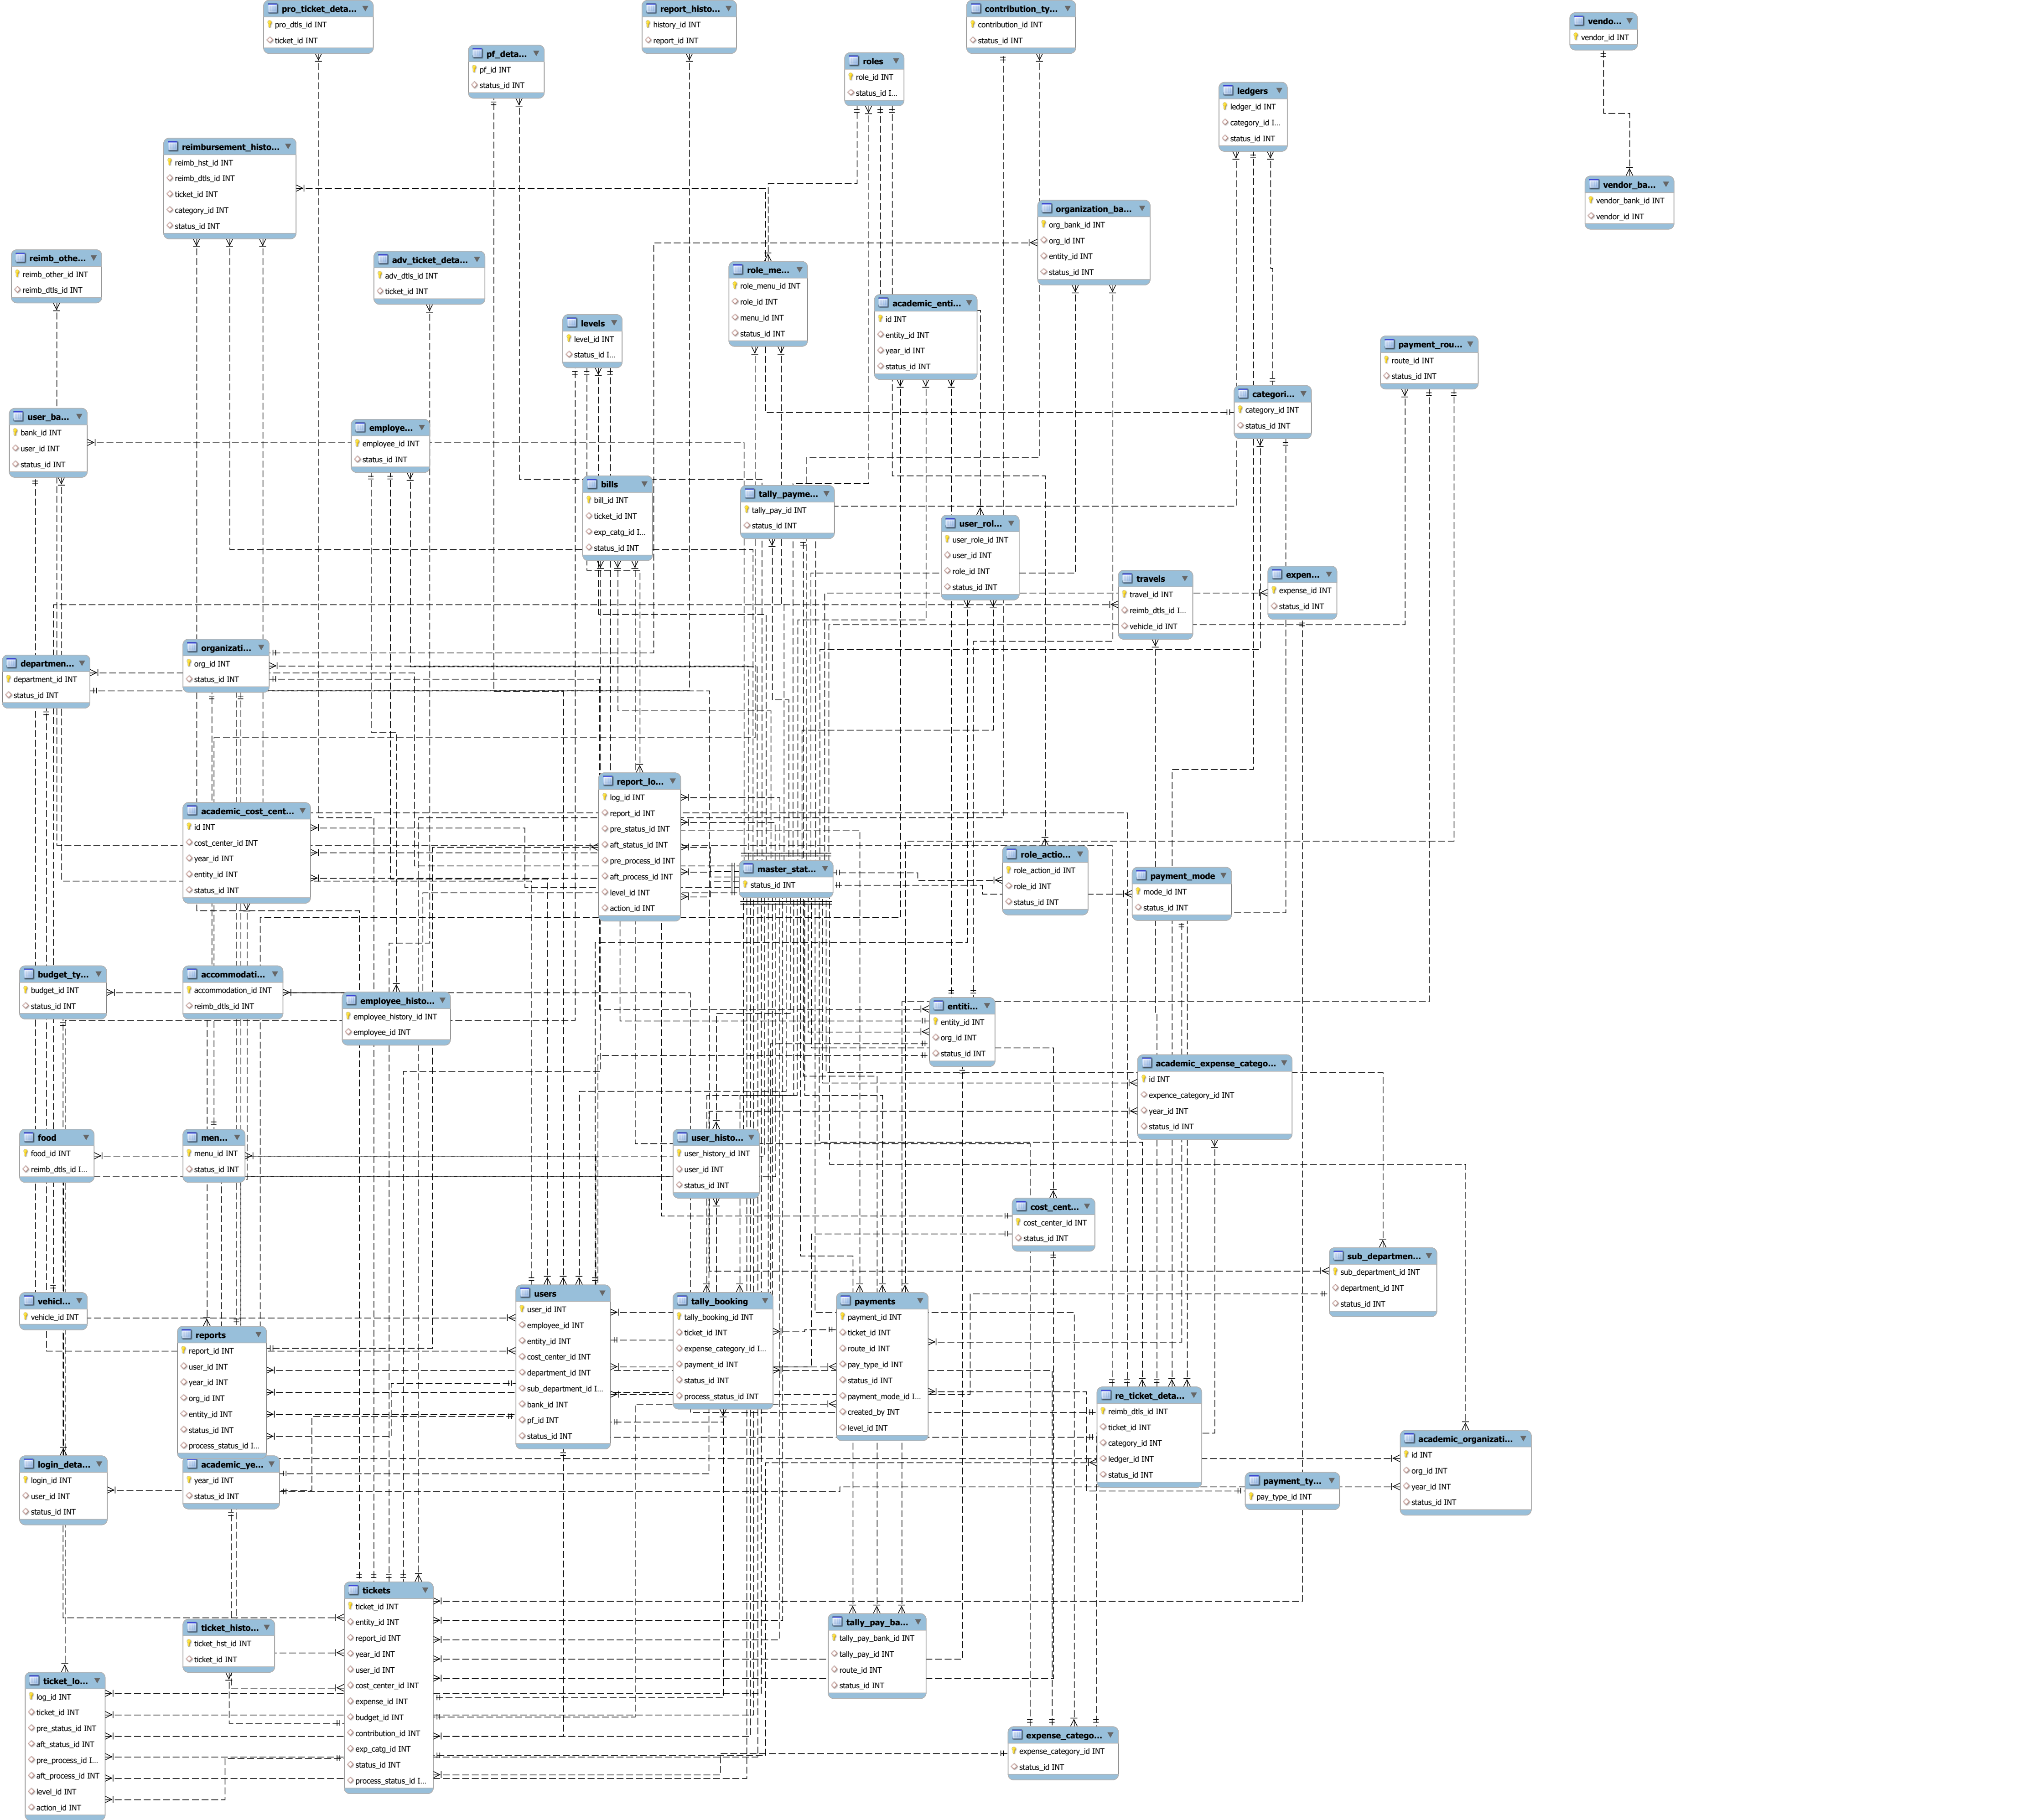 pro_ticket_deta...
pro_dtls_id INT
ticket_id INT
report_histo...
history_id INT
report_id INT
contribution_ty...
contribution_id INT
status_id INT
vendo...
vendor_id INT
pf_deta...
pf_id INT
status_id INT
roles
role_id INT
status_id I...
ledgers
ledger_id INT
category_id I...
status_id INT
reimbursement_histo...
reimb_hst_id INT
reimb_dtls_id INT
ticket_id INT
category_id INT
status_id INT
vendor_ba...
vendor_bank_id INT
vendor_id INT
organization_ba...
org_bank_id INT
org_id INT
entity_id INT
status_id INT
reimb_othe...
reimb_other_id INT
reimb_dtls_id INT
adv_ticket_deta...
adv_dtls_id INT
ticket_id INT
role_me...
role_menu_id INT
role_id INT
menu_id INT
status_id INT
academic_enti...
id INT
entity_id INT
year_id INT
status_id INT
levels
level_id INT
status_id I...
payment_rou...
route_id INT
status_id INT
categori...
category_id INT
status_id INT
user_ba...
bank_id INT
user_id INT
status_id INT
employe...
employee_id INT
status_id INT
bills
bill_id INT
ticket_id INT
exp_catg_id I...
status_id INT
tally_payme...
tally_pay_id INT
status_id INT
user_rol...
user_role_id INT
user_id INT
role_id INT
status_id INT
travels
travel_id INT
reimb_dtls_id I...
vehicle_id INT
expen...
expense_id INT
status_id INT
organizati...
org_id INT
status_id INT
departmen...
department_id INT
status_id INT
report_lo...
log_id INT
report_id INT
pre_status_id INT
aft_status_id INT
pre_process_id INT
aft_process_id INT
level_id INT
action_id INT
academic_cost_cent...
id INT
cost_center_id INT
year_id INT
entity_id INT
status_id INT
master_stat...
status_id INT
role_actio...
role_action_id INT
role_id INT
status_id INT
payment_mode
mode_id INT
status_id INT
budget_ty...
budget_id INT
status_id INT
accommodati...
accommodation_id INT
reimb_dtls_id INT
employee_histo...
employee_history_id INT
employee_id INT
entiti...
entity_id INT
org_id INT
status_id INT
academic_expense_catego...
id INT
expence_category_id INT
year_id INT
status_id INT
food
food_id INT
reimb_dtls_id I...
men...
menu_id INT
status_id INT
user_histo...
user_history_id INT
user_id INT
status_id INT
cost_cent...
cost_center_id INT
status_id INT
sub_departmen...
sub_department_id INT
department_id INT
status_id INT
vehicl...
vehicle_id INT
reports
report_id INT
user_id INT
year_id INT
org_id INT
entity_id INT
status_id INT
process_status_id I...
users
user_id INT
employee_id INT
entity_id INT
cost_center_id INT
department_id INT
sub_department_id I...
bank_id INT
pf_id INT
status_id INT
tally_booking
tally_booking_id INT
ticket_id INT
expense_category_id I...
payment_id INT
status_id INT
process_status_id INT
payments
payment_id INT
ticket_id INT
route_id INT
pay_type_id INT
status_id INT
payment_mode_id I...
created_by INT
level_id INT
re_ticket_deta...
reimb_dtls_id INT
ticket_id INT
category_id INT
ledger_id INT
status_id INT
academic_organizati...
id INT
org_id INT
year_id INT
status_id INT
login_deta...
login_id INT
user_id INT
status_id INT
academic_ye...
year_id INT
status_id INT
payment_ty...
pay_type_id INT
tickets
ticket_id INT
entity_id INT
report_id INT
year_id INT
user_id INT
cost_center_id INT
expense_id INT
budget_id INT
contribution_id INT
exp_catg_id INT
status_id INT
process_status_id I...
ticket_histo...
ticket_hst_id INT
ticket_id INT
tally_pay_ba...
tally_pay_bank_id INT
tally_pay_id INT
route_id INT
status_id INT
ticket_lo...
log_id INT
ticket_id INT
pre_status_id INT
aft_status_id INT
pre_process_id I...
aft_process_id INT
level_id INT
action_id INT
expense_catego...
expense_category_id INT
status_id INT